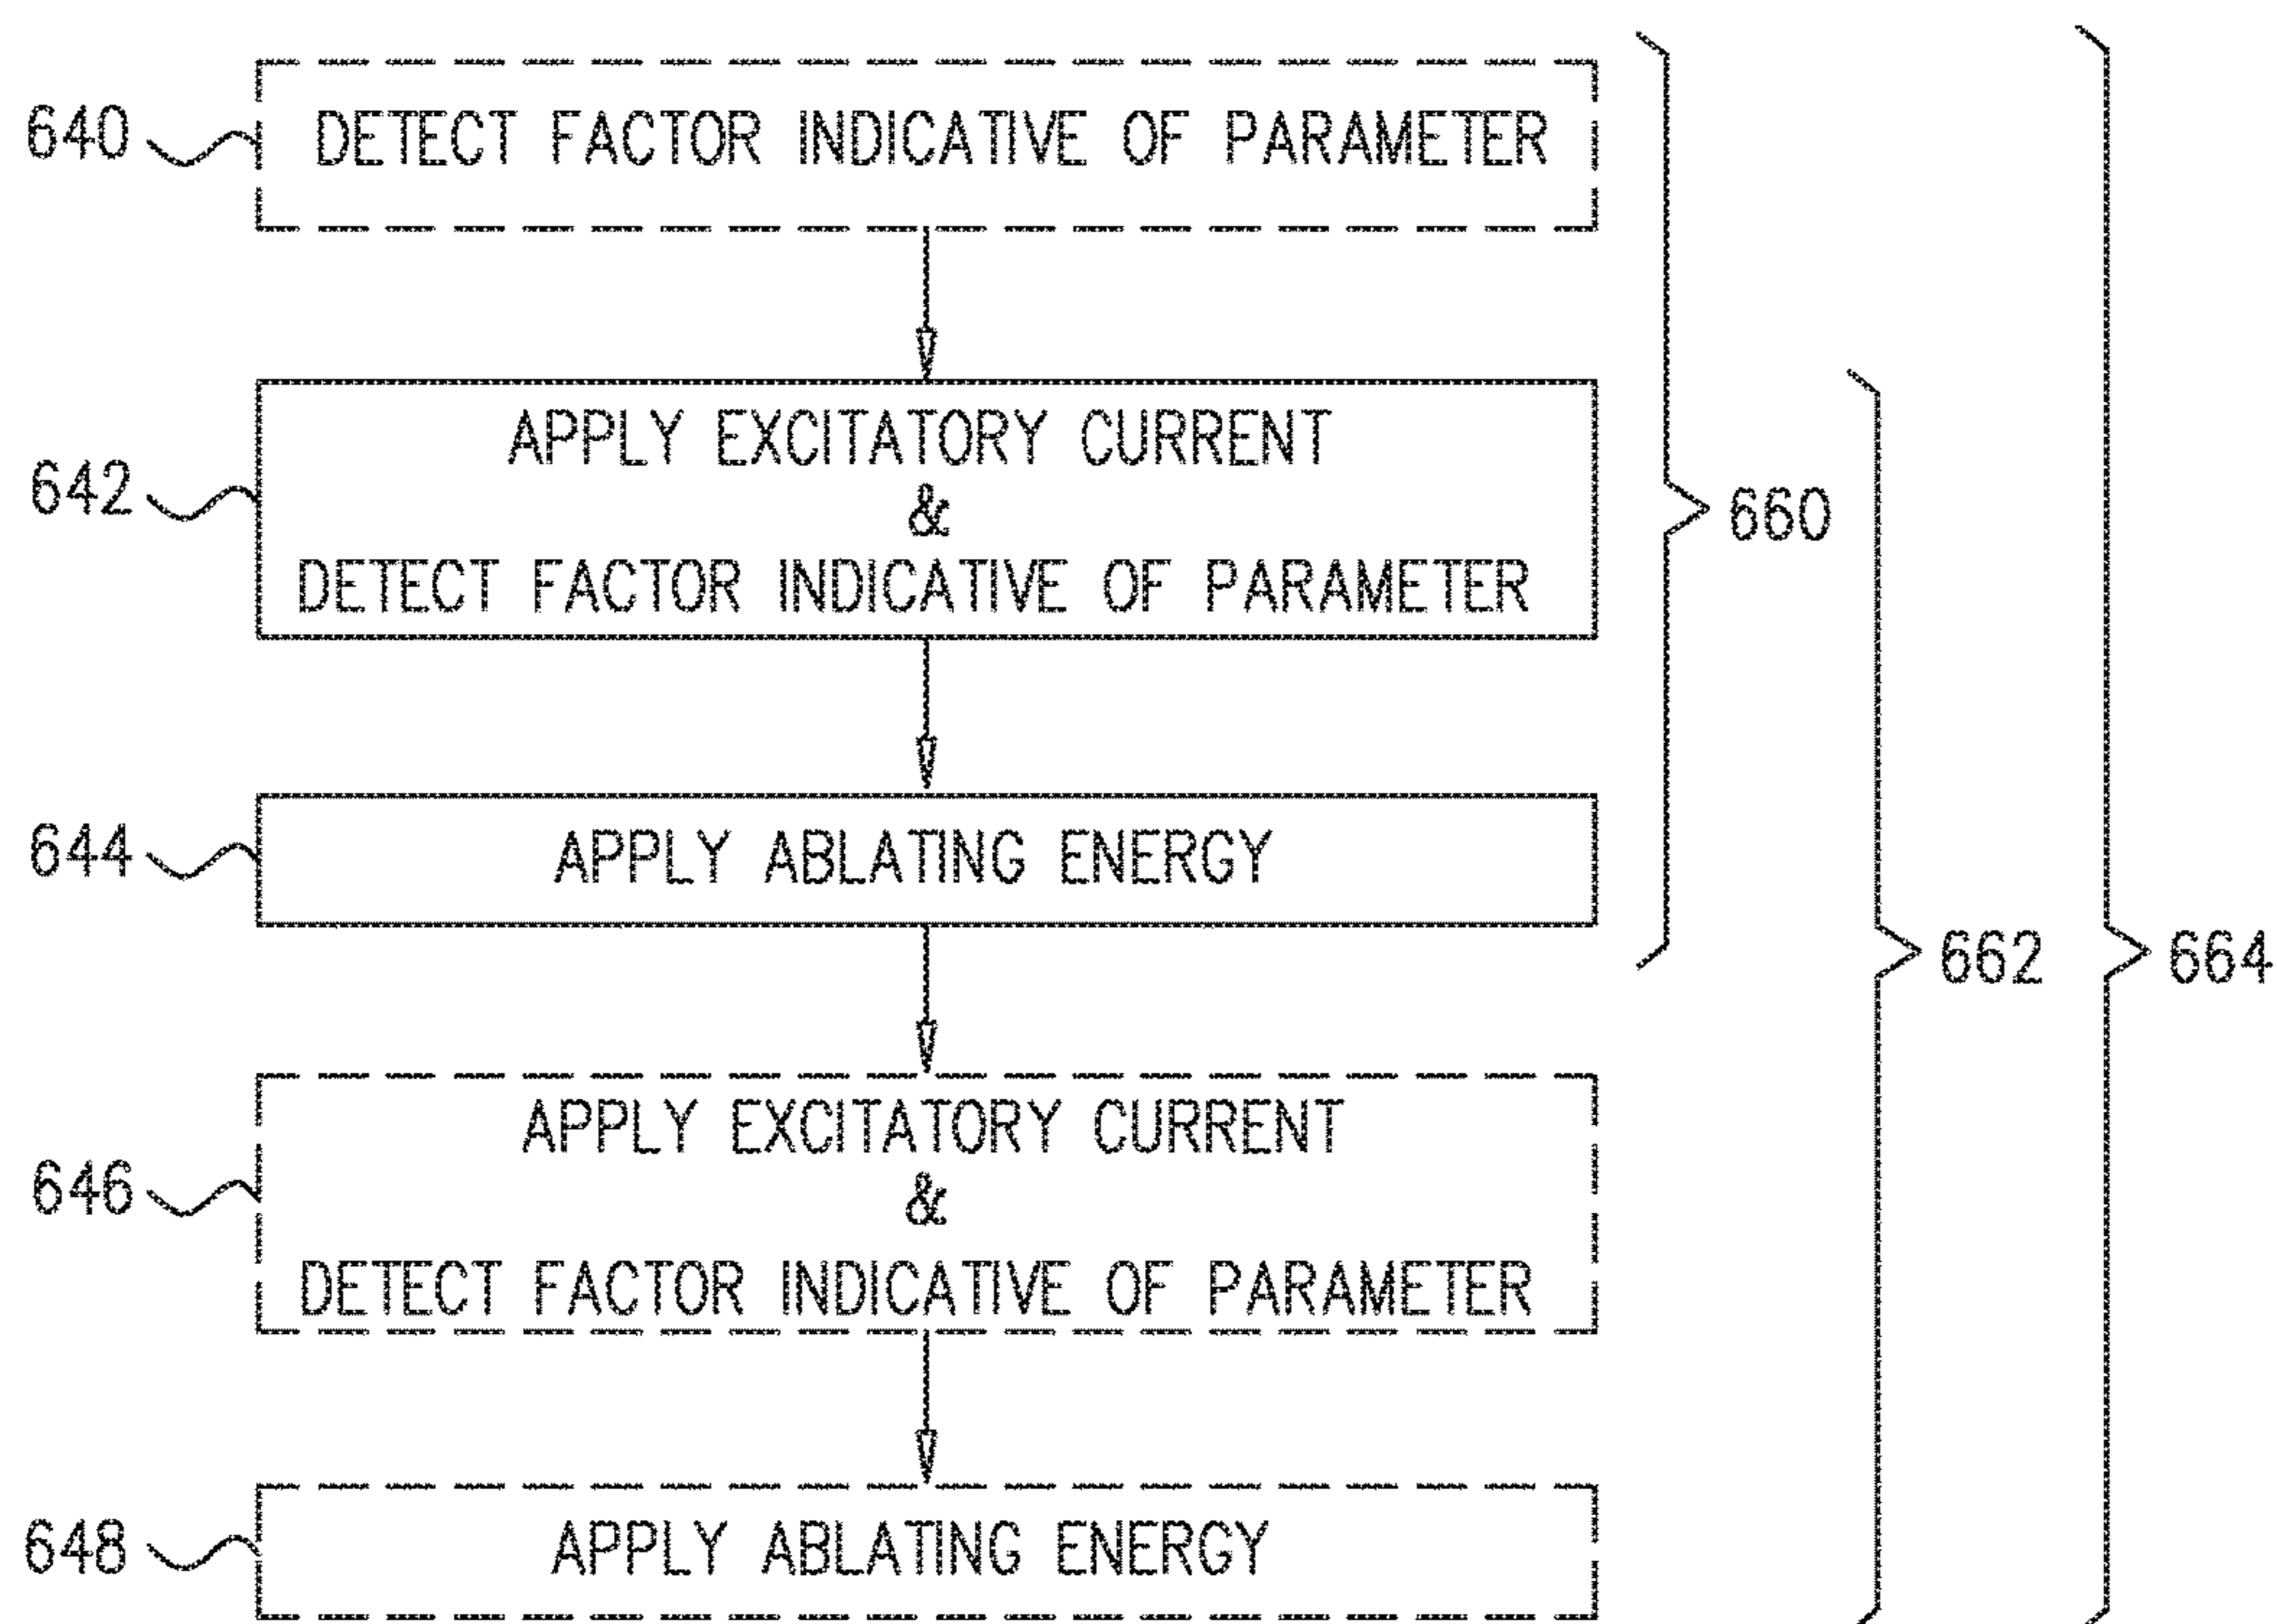 640
DETECT FACTOR INDICATIVE OF PARAMETER
642
APPLY EXCITATORY CURRENT
&
DETECT FACTOR INDICATIVE OF PARAMETER
660
644
APPLY ABLATING ENERGY
662
664
646
APPLY EXCITATORY CURRENT
&
DETECT FACTOR INDICATIVE OF PARAMETER
648
APPLY ABLATING ENERGY